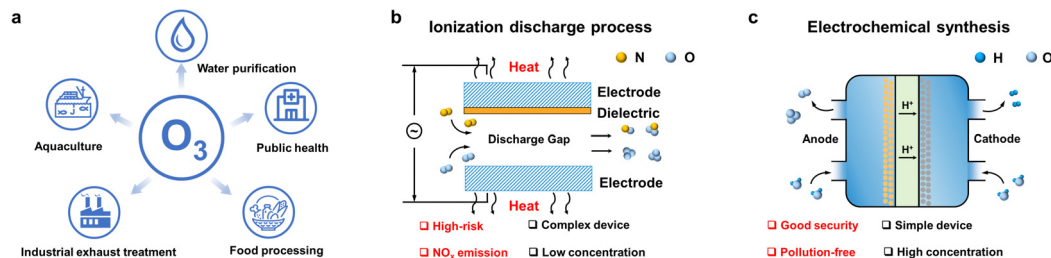 a
O3
Water purification
Aquaculture
Public health
Industrial exhaust treatment
Food processing
b
Ionization discharge process
Heat
N
O
Electrode
Dielectric
~
Discharge Gap
Electrode
Heat
High-risk
Complex device
NOx emission
Low concentration
c
Electrochemical synthesis
H
O
H+
Anode
Cathode
H+
Good security
Simple device
Pollution-free
High concentration